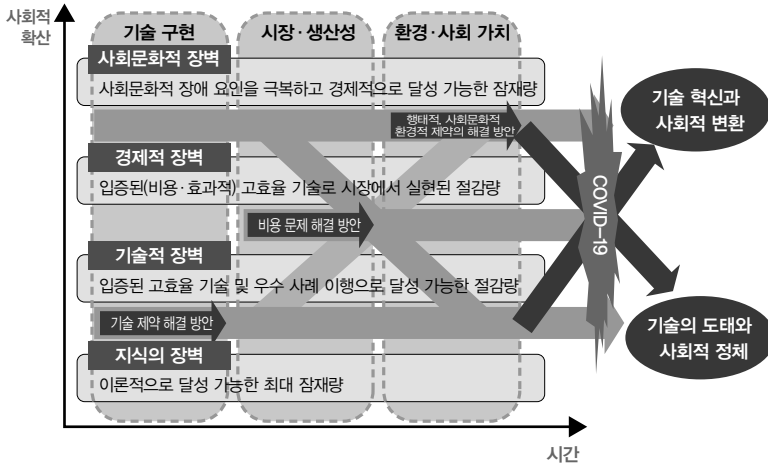 사회적
확산
기술 구현
시장·생산성
환경·사회 가치
사회문화적 장벽
사회문화적 장애 요인을 극복하고 경제적으로 달성 가능한 잠재량
행태적, 사회문화적
환경적 제약의 해결 방안
기술 혁신과
사회적 변환
경제적 장벽
입증된(비용·효과적) 고효율 기술로 시장에서 실현된 절감량
COVID-19
비용 문제 해결 방안
기술적 장벽
입증된 고효율 기술 및 우수 사례 이행으로 달성 가능한 절감량
기술 제약 해결 방안
기술의 도태와
사회적 정체
지식의 장벽
이론적으로 달성 가능한 최대 잠재량
시간